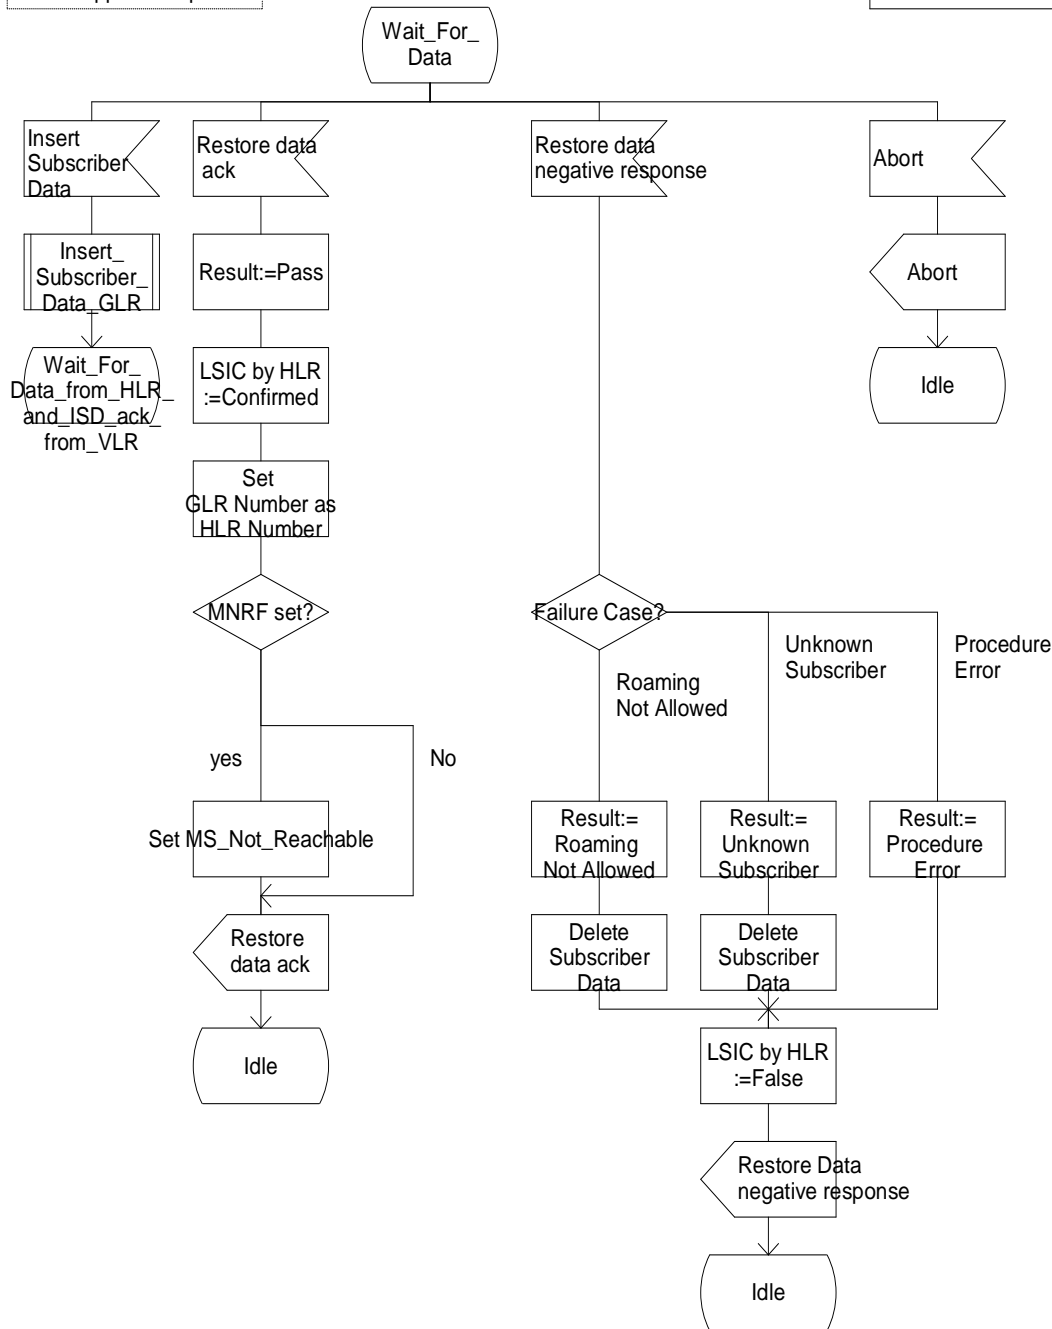 Wait_For_
Data
Insert
Subscriber
Data
Restore data
ack
Restore data
negative response
Abort
Insert_
Subscriber_
Data_GLR
Result:=Pass
Abort
Wait_For_
Data_from_HLR_
and_ISD_ack_
from_VLR
LSIC by HLR
:=Confirmed
Idle
Set
GLR Number as
HLR Number
MNRF set?
Failure Case?
Roaming
Not Allowed
Unknown
Subscriber
Procedure
Error
yes
No
Set MS_Not_Reachable
Result:=
Roaming
Not Allowed
Result:=
Unknown
Subscriber
Result:=
Procedure
Error
Restore
data ack
Delete
Subscriber
Data
Delete
Subscriber
Data
Idle
LSIC by HLR
:=False
Restore Data
negative response
Idle